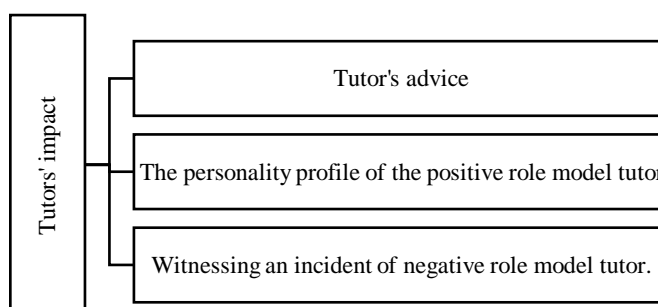 Tutors' impact
Tutor's advice
The personality profile of the positive role model tutor
Witnessing an incident of negative role model tutor.